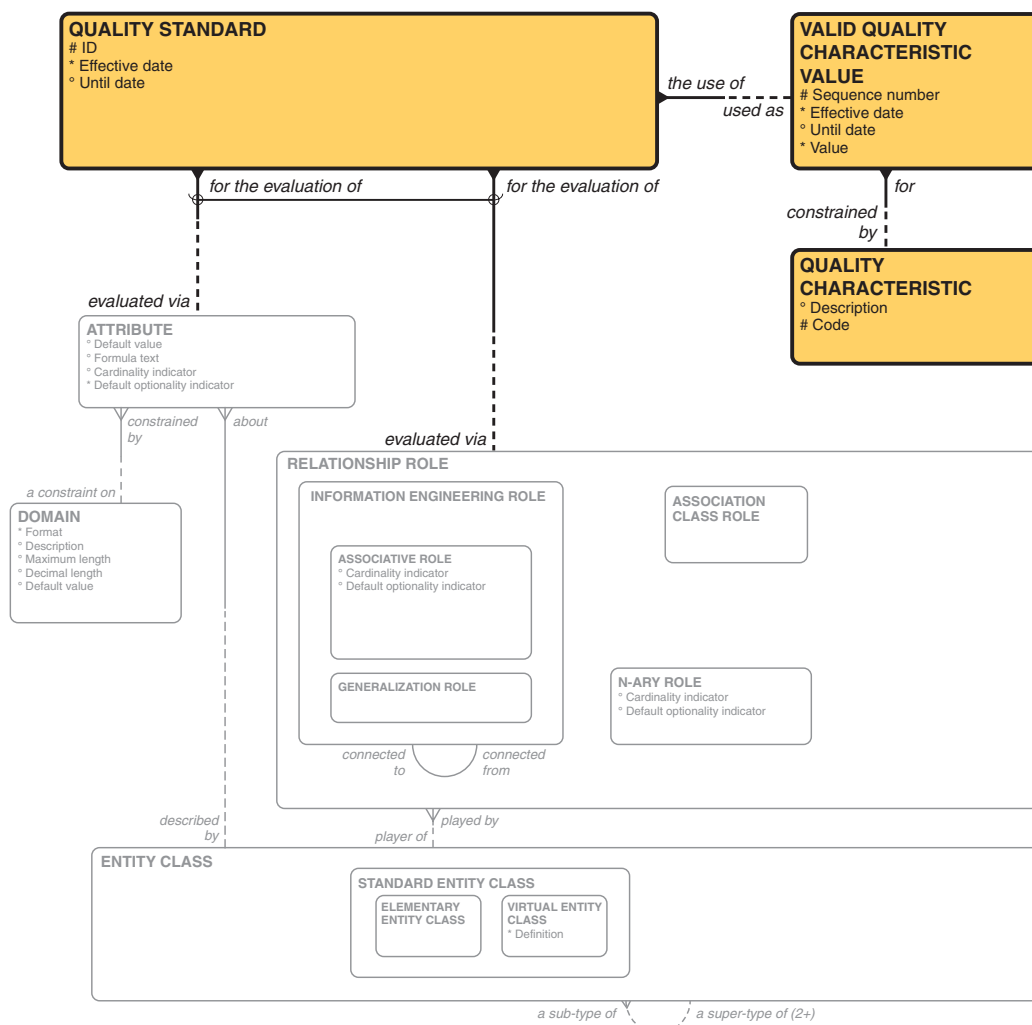 QUALITY STANDARD
# ID
* Effective date
° Until date
the use of
used as
VALID QUALITY
CHARACTERISTIC
VALUE
# Sequence number
* Effective date
° Until date
* Value
for the evaluation of
for the evaluation of
for
constrained
by
QUALITY
CHARACTERISTIC
° Description
# Code
evaluated via
ATTRIBUTE
° Default value
° Formula text
° Cardinality indicator
* Default optionality indicator
constrained
by
about
evaluated via
a constraint on
DOMAIN
* Format
° Description
° Maximum length
° Decimal length
° Default value
RELATIONSHIP ROLE
INFORMATION ENGINEERING ROLE
ASSOCIATIVE ROLE
° Cardinality indicator
° Default optionality indicator
GENERALIZATION ROLE
ASSOCIATION
CLASS ROLE
N-ARY ROLE
° Cardinality indicator
° Default optionality indicator
connected
to
connected
from
described
by
played by
player of
ENTITY CLASS
STANDARD ENTITY CLASS
ELEMENTARY
ENTITY CLASS
VIRTUAL ENTITY
CLASS
* Definition
a sub-type of
a super-type of (2+)